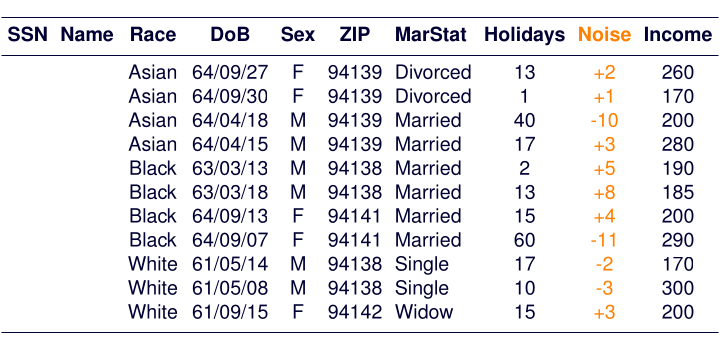 SSN Name Race DoB Sex ZIP MarStat Holidays Noise Income
Asian 64/09/27 F 94139 Divorced 13 +2 260
Asian 64/09/30 F 94139 Divorced 1 +1 170
Asian 64/04/18 M 94139 Married 40 -10 200
Asian 64/04/15 M 94139 Married 17 +3 280
Black 63/03/13 M 94138 Married 2 +5 190
Black 63/03/18 M 94138 Married 13 +8 185
Black 64/09/13 F 94141 Married 15 +4 200
Black 64/09/07 F 94141 Married 60 -11 290
White 61/05/14 M 94138 Single 17 -2 170
White 61/05/08 M 94138 Single 10 -3 300
White 61/09/15 F 94142 Widow 15 +3 200